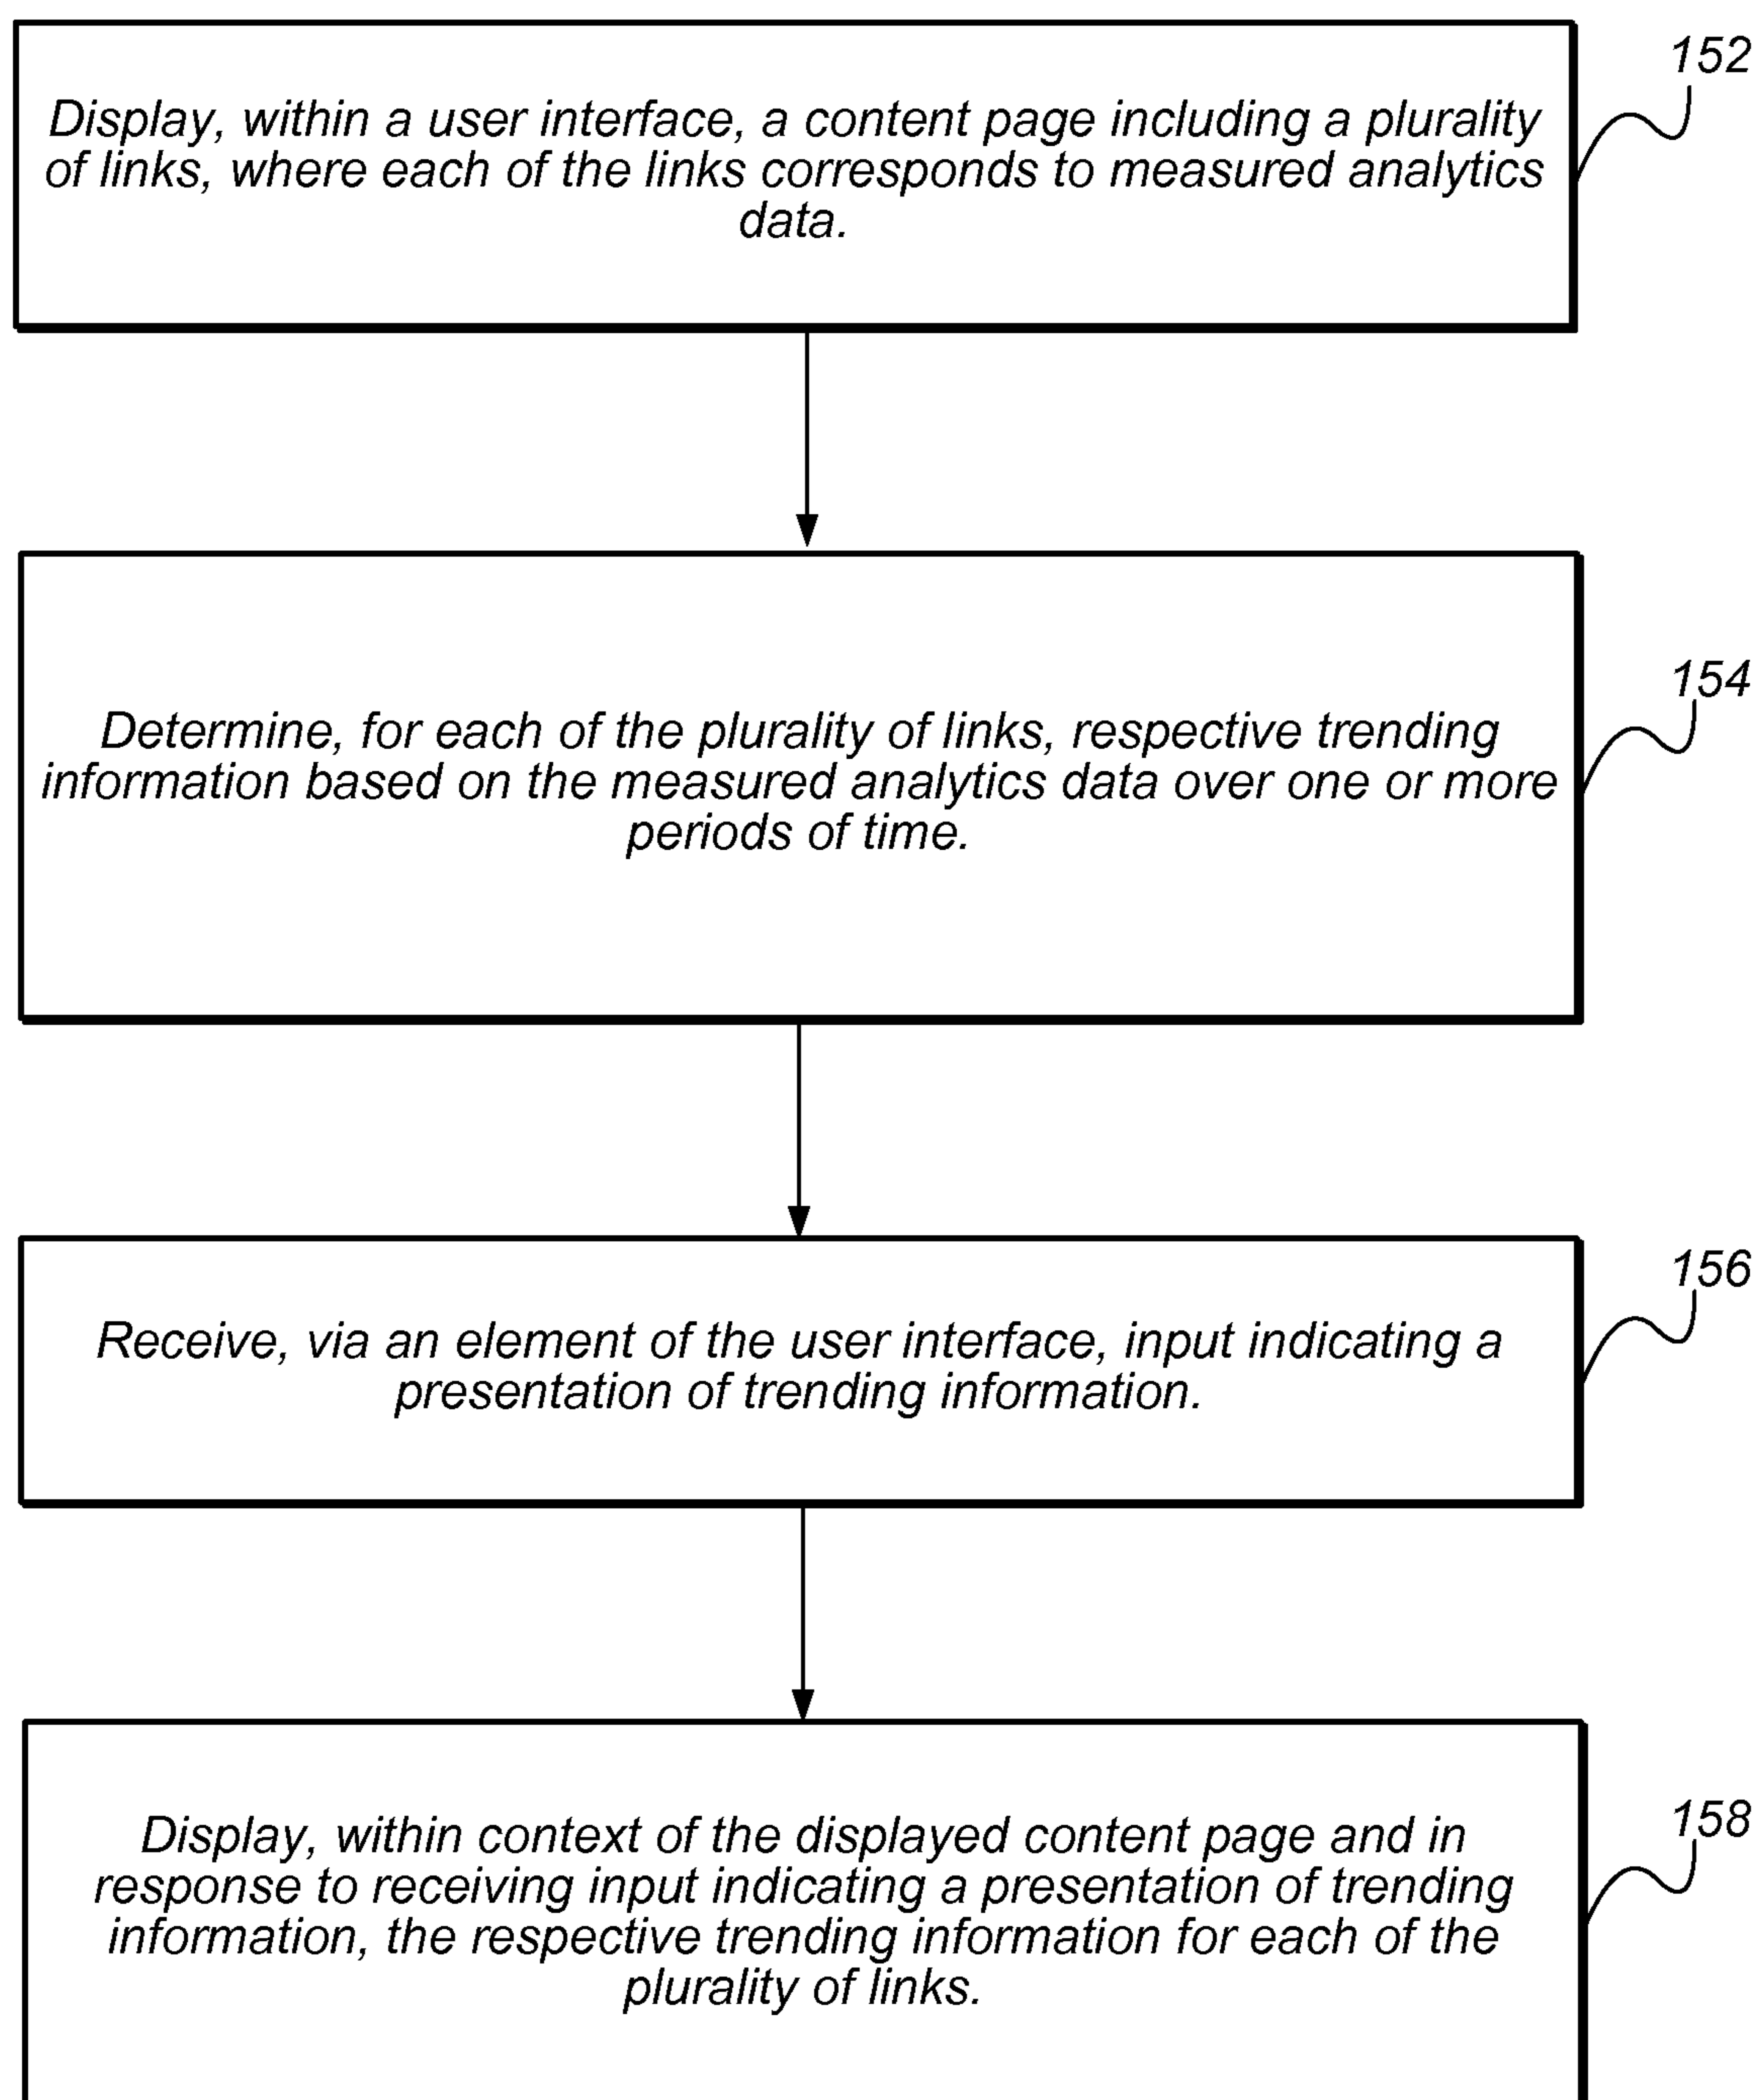 152
Display, within a user interface, a content page including a plurality
of links, where each of the links corresponds to measured analytics
data.
154
Determine, for each of the plurality of links, respective trending
information based on the measured analytics data over one or more
periods of time.
156
Receive, via an element of the user interface, input indicating a
presentation of trending information.
158
Display, within context of the displayed content page and in
response to receiving input indicating a presentation of trending
information, the respective trending information for each of the
plurality of links.